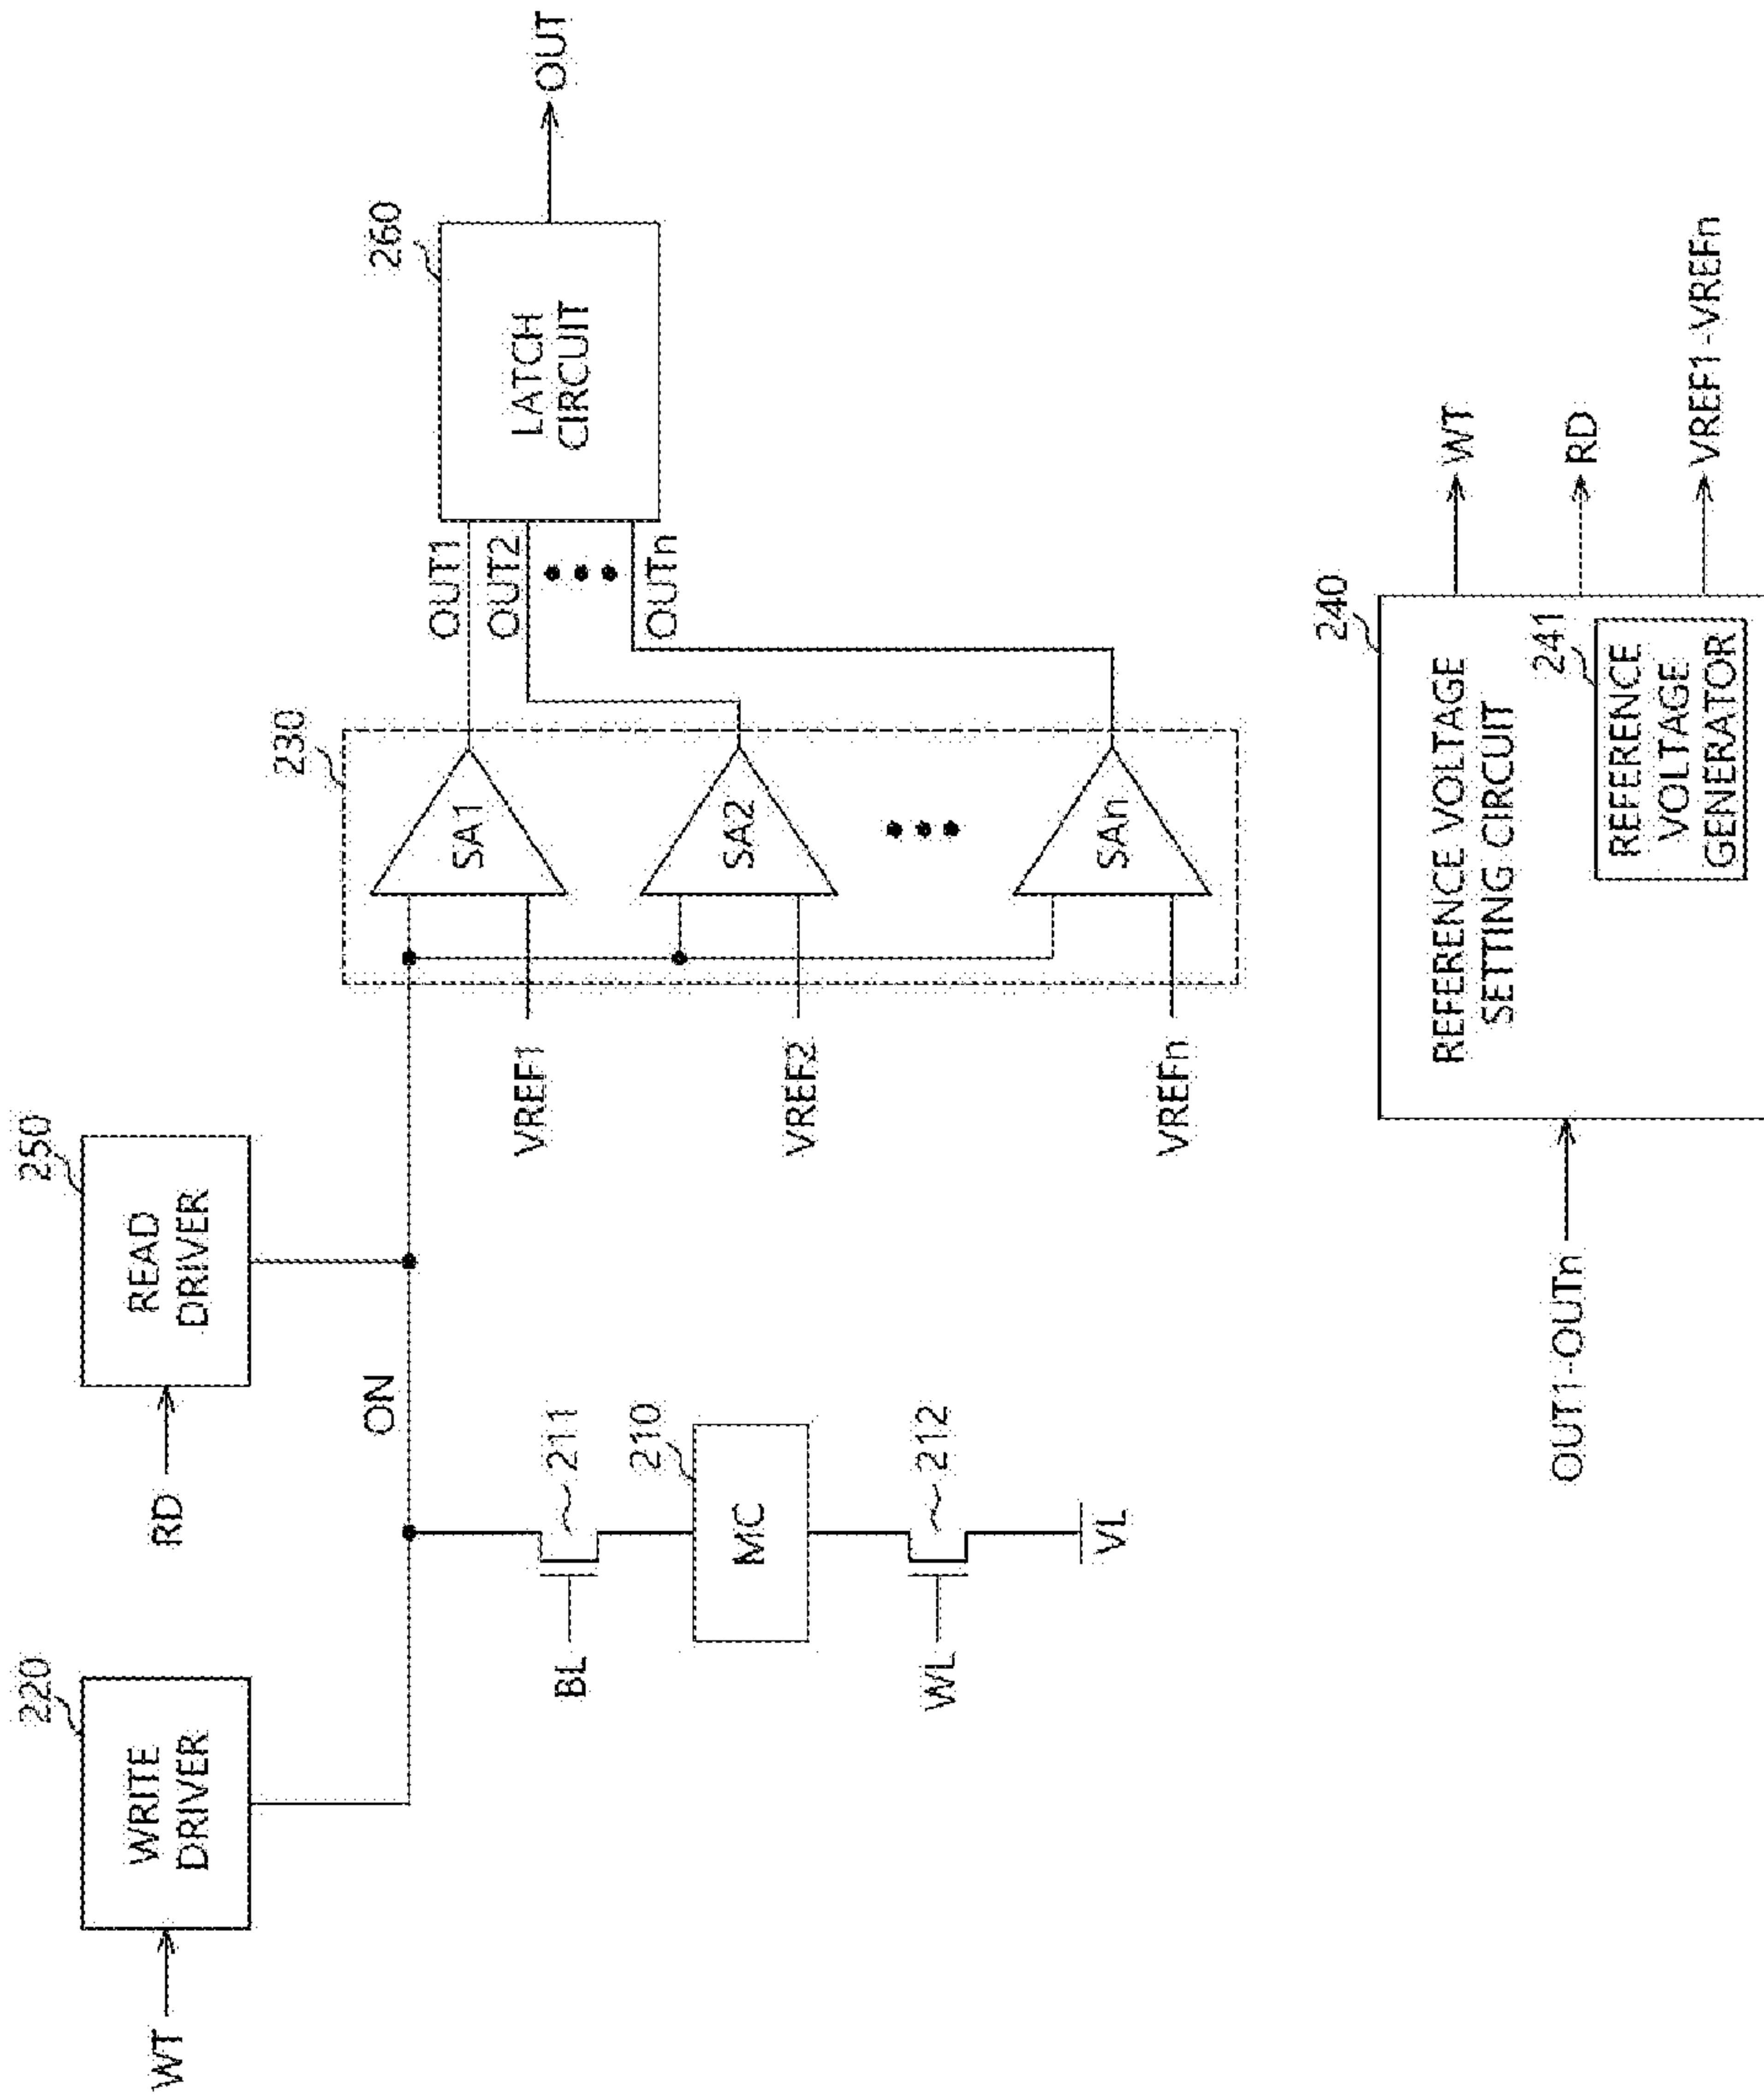 220
250
WT
WRITE
DRIVER
RD
READ
DRIVER
ON
230
260
SA1
OUT1
LATCH
CIRCUIT
OUT
BL
211
VREF1
OUT2
210
MC
SA2
VREF2
OUTn
WL
212
VL
SAn
VREFn
240
OUT1-OUTn
REFERENCE VOLTAGE
SETTING CIRCUIT
241
REFERENCE
VOLTAGE
GENERATOR
WT
RD
VREF1-VREFn